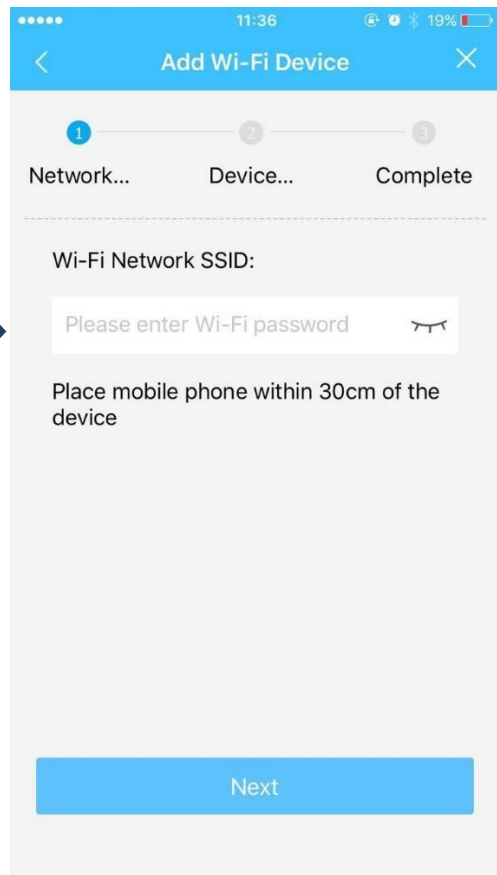 11:36 19%
Add Wi-Fi Device
1 2 3
Network... Device... Complete
Wi-Fi Network SSID:
Please enter Wi-Fi password
Place mobile phone within 30cm of the
device
Next